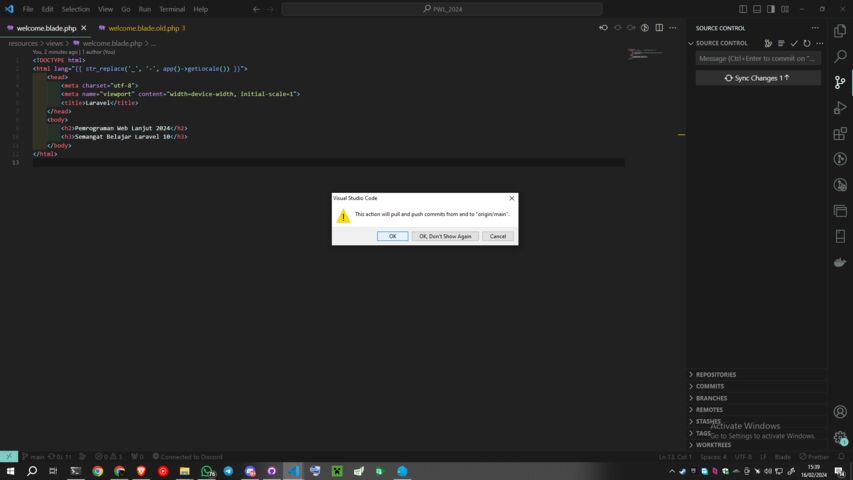 File Edit Selection View Go Run Terminal Help
PWL_2024
welcome.blade.php
welcome.blade.old.php 3
resources > views > welcome.blade.php > ...
You, 2 minutes ago | 1 author (You)
1 <!DOCTYPE html>
2 <html lang="{{ str_replace('_', '-', app()->getLocale()) }}">
3 <head>
4 <meta charset="utf-8">
5 <meta name="viewport" content="width=device-width, initial-scale=1">
6 <title>Laravel</title>
7 </head>
8 <body>
9 <h2>Pemrograman Web Lanjut 2024</h2>
10 <h3>Semangat Belajar Laravel 10</h3>
11 </body>
12 </html>
13
Visual Studio Code
This action will pull and push commits from and to "origin/main".
OK
OK, Don't Show Again
Cancel
SOURCE CONTROL
SOURCE CONTROL
Message (Ctrl+Enter to commit on "...
Sync Changes 1↑
REPOSITORIES
COMMITS
BRANCHES
REMOTES
STASHES
TAGS
WORKTREES
Activate Windows
Go to Settings to activate Windows.
main 0↓ 1↑ 0 3 0 Connected to Discord
Ln 13, Col 1 Spaces: 4 UTF-8 LF Blade Prettier
76
15:39
16/02/2024